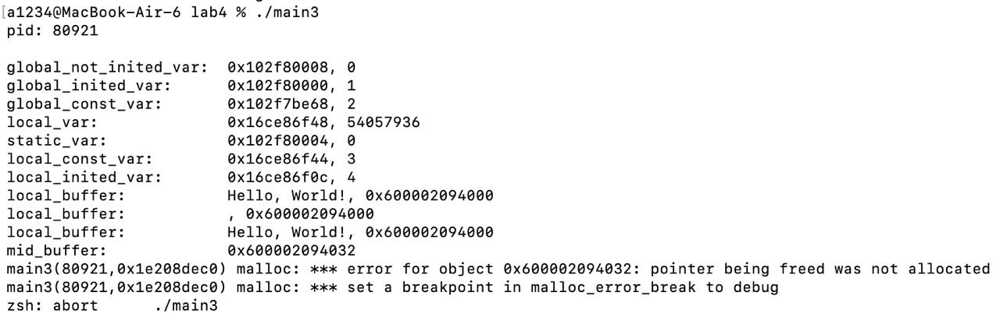 [a1234@MacBook-Air-6 lab4 % ./main3
pid: 80921
global_not_inited_var: 0x102f80008, 0
global_inited_var: 0x102f80000, 1
global_const_var: 0x102f7be68, 2
local_var: 0x16ce86f48, 54057936
static_var: 0x102f80004, 0
local_const_var: 0x16ce86f44, 3
local_inited_var: 0x16ce86f0c, 4
local_buffer: Hello, World!, 0x600002094000
local_buffer: , 0x600002094000
local_buffer: Hello, World!, 0x600002094000
mid_buffer: 0x600002094032
main3(80921,0x1e208dec0) malloc: *** error for object 0x600002094032: pointer being freed was not allocated
main3(80921,0x1e208dec0) malloc: *** set a breakpoint in malloc_error_break to debug
zsh: abort ./main3